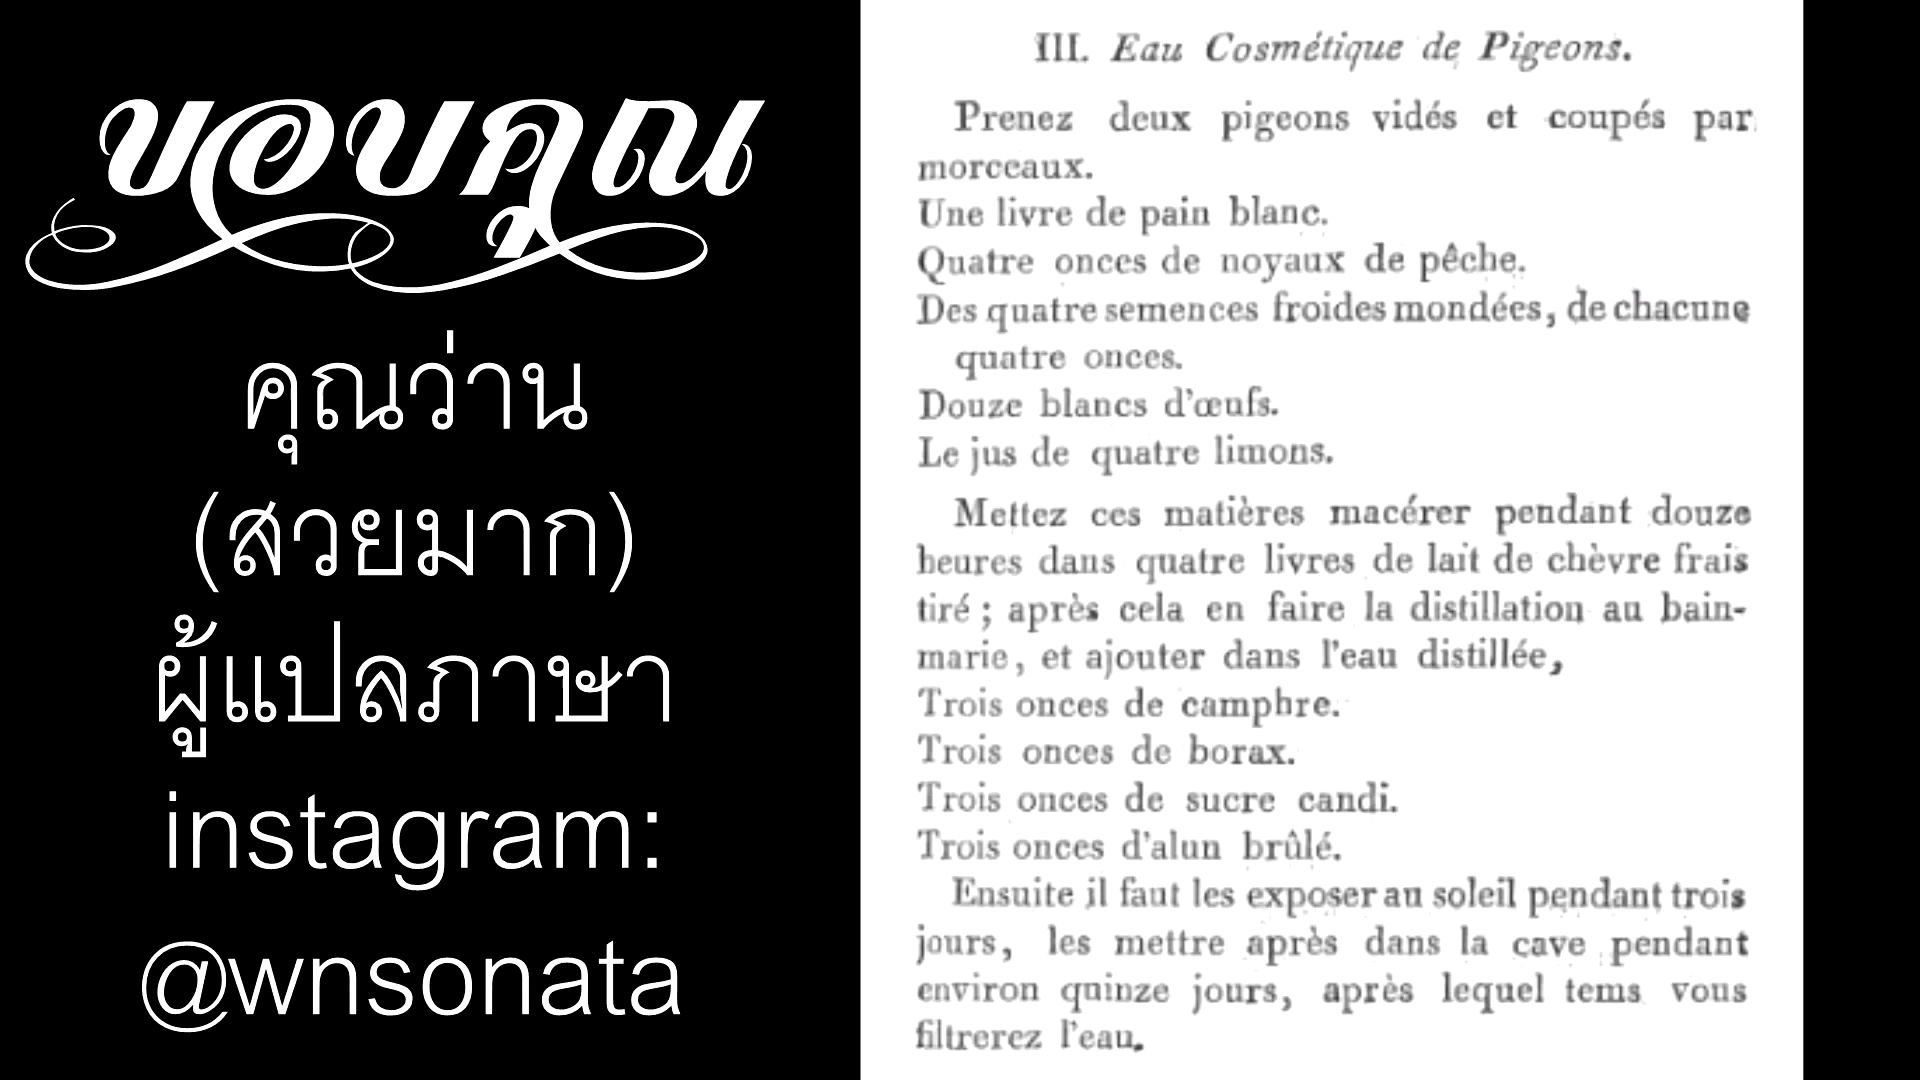 ขอบคุณ
คุณว่าน
(สวยมาก)
ผู้แปลภาษา
instagram:
@wnsonata
III. Eau Cosmétique de Pigeons.
Prenez deux pigeons vidés et coupés par
morceaux.
Une livre de pain blanc.
Quatre onces de noyaux de pêche.
Des quatre semences froides mondées, de chacune
quatre onces.
Douze blancs d'œufs.
Le jus de quatre limons.
Mettez ces matières macérer pendant douze
heures dans quatre livres de lait de chèvre frais
tiré ; après cela en faire la distillation au bain-
marie, et ajouter dans l'eau distillée,
Trois onces de camphre.
Trois onces de borax.
Trois onces de sucre candi.
Trois onces d'alun brûlé.
Ensuite il faut les exposer au soleil pendant trois
jours, les mettre après dans la cave pendant
environ quinze jours, après lequel tems vous
filtrerez l'eau.